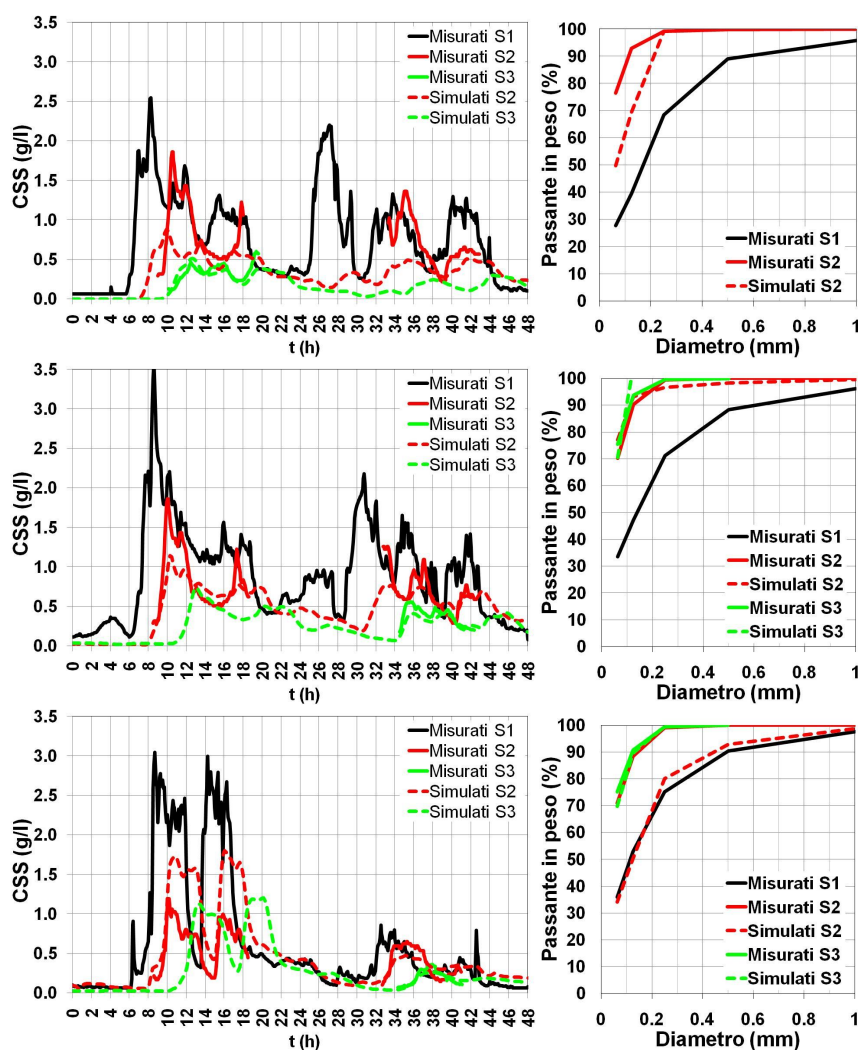 CSS (g/l)
3.5
3.0
2.5
2.0
1.5
1.0
0.5
0.0
Misurati S1
Misurati S2
Misurati S3
Simulati S2
Simulati S3
0 2 4 6 8 10 12 14 16 18 20 22 24 26 28 30 32 34 36 38 40 42 44 46 48
t (h)
Passante in peso (%)
100
90
80
70
60
50
40
30
20
10
0
Misurati S1
Misurati S2
Simulati S2
0 0.2 0.4 0.6 0.8 1
Diametro (mm)
CSS (g/l)
3.5
3.0
2.5
2.0
1.5
1.0
0.5
0.0
Misurati S1
Misurati S2
Misurati S3
Simulati S2
Simulati S3
0 2 4 6 8 10 12 14 16 18 20 22 24 26 28 30 32 34 36 38 40 42 44 46 48
t (h)
Passante in peso (%)
100
90
80
70
60
50
40
30
20
10
0
Misurati S1
Misurati S2
Simulati S2
Misurati S3
Simulati S3
0 0.2 0.4 0.6 0.8 1
Diametro (mm)
CSS (g/l)
3.5
3.0
2.5
2.0
1.5
1.0
0.5
0.0
Misurati S1
Misurati S2
Misurati S3
Simulati S2
Simulati S3
0 2 4 6 8 10 12 14 16 18 20 22 24 26 28 30 32 34 36 38 40 42 44 46 48
t (h)
Passante in peso (%)
100
90
80
70
60
50
40
30
20
10
0
Misurati S1
Simulati S2
Misurati S2
Misurati S3
Simulati S3
0 0.2 0.4 0.6 0.8 1
Diametro (mm)